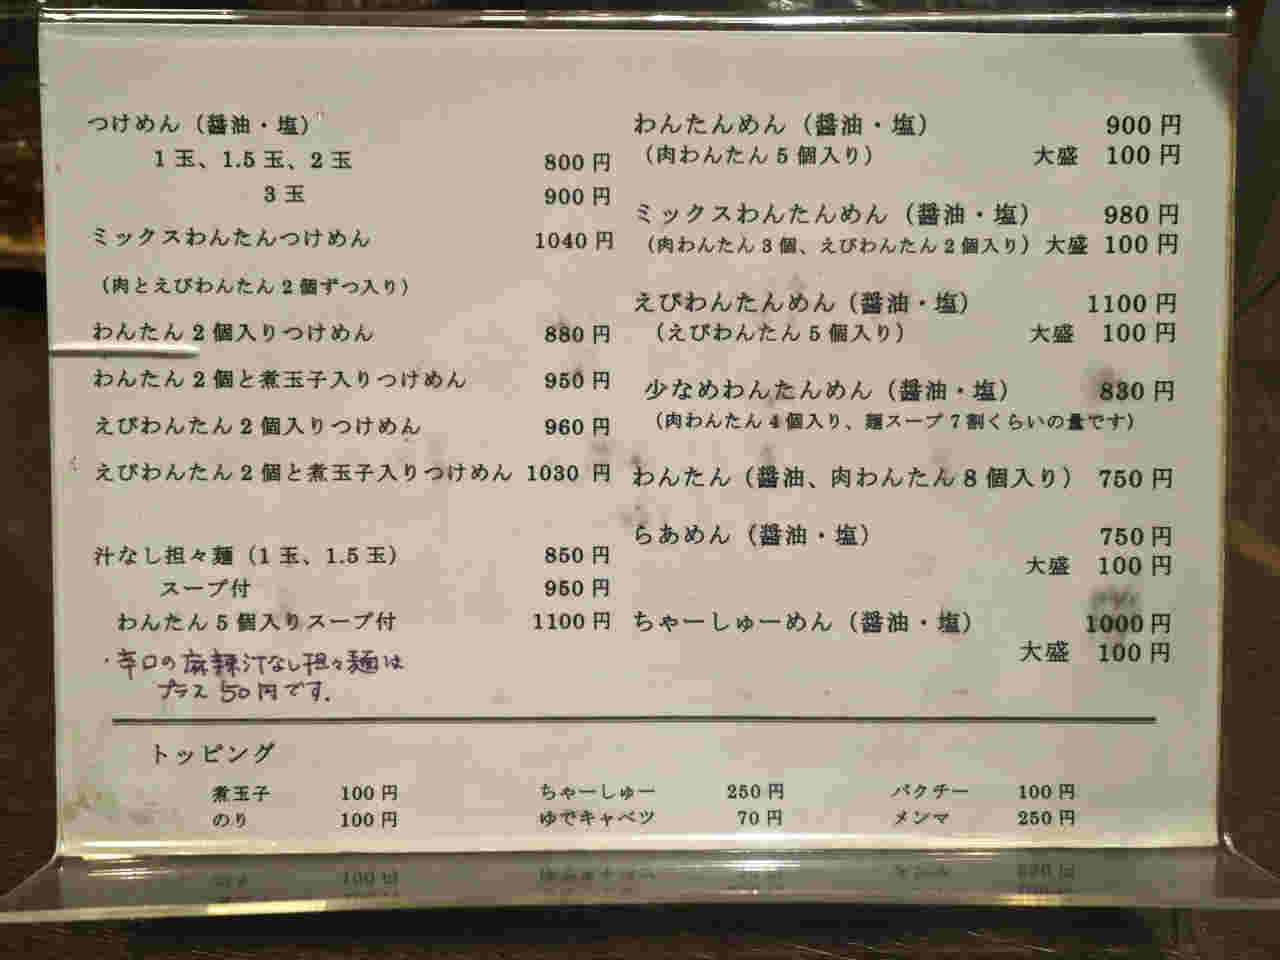 つけめん（醤油・塩）
1玉、1.5玉、2玉 800円
3玉 900円
ミックスわんたんつけめん 1040円
（肉とえびわんたん2個ずつ入り）
わんたん2個入りつけめん 880円
わんたん2個と煮玉子入りつけめん 950円
えびわんたん2個入りつけめん 960円
えびわんたん2個と煮玉子入りつけめん 1030円
汁なし担々麺（1玉、1.5玉） 850円
スープ付 950円
わんたん5個入りスープ付 1100円
・辛口の麻辣汁なし担々麺は
プラス50円です.
わんたんめん（醤油・塩） 900円
（肉わんたん5個入り） 大盛 100円
ミックスわんたんめん（醤油・塩） 980円
（肉わんたん3個、えびわんたん2個入り） 大盛 100円
えびわんたんめん（醤油・塩） 1100円
（えびわんたん5個入り） 大盛 100円
少なめわんたんめん（醤油・塩） 830円
（肉わんたん4個入り、麺スープ7割くらいの量です）
わんたん（醤油、肉わんたん8個入り） 750円
らあめん（醤油・塩） 750円
大盛 100円
ちゃーしゅーめん（醤油・塩） 1000円
大盛 100円
トッピング
煮玉子 100円 ちゃーしゅー 250円 パクチー 100円
のり 100円 ゆでキャベツ 70円 メンマ 250円